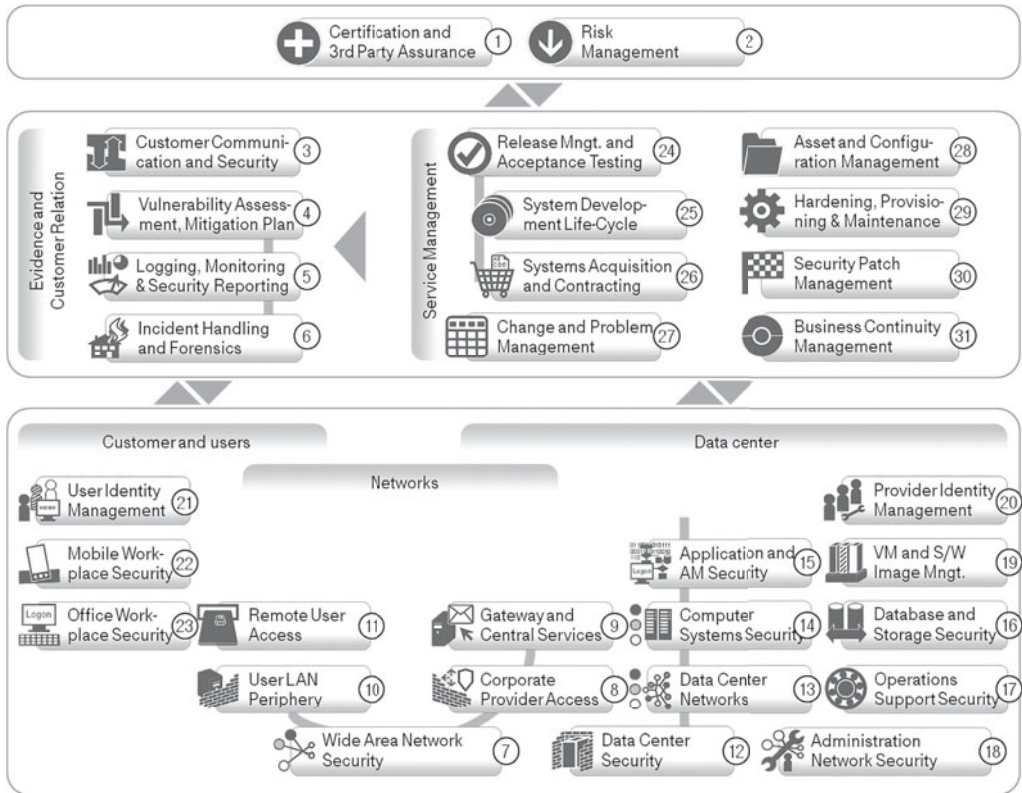 Certification and
3rd Party Assurance
1
Risk
Management
2
Evidence and
Customer Relation
Customer Communi-
cation and Security
3
Vulnerability Assess-
ment, Mitigation Plan
4
Logging, Monitoring
& Security Reporting
5
Incident Handling
and Forensics
6
Service Management
Release Mngt. and
Acceptance Testing
24
System Develop-
ment Life-Cycle
25
Systems Acquisition
and Contracting
26
Change and Problem
Management
27
Asset and Configu-
ration Management
28
Hardening, Provisio-
ning & Maintenance
29
Security Patch
Management
30
Business Continuity
Management
31
Customer and users
Networks
Data center
User Identity
Management
21
Mobile Work-
place Security
22
Logon
Office Work-
place Security
23
Remote User
Access
11
User LAN
Periphery
10
Wide Area Network
Security
7
Gateway and
Central Services
9
Corporate
Provider Access
8
Data Center
Security
12
Logon
Application and
AM Security
15
Computer
Systems Security
14
Data Center
Networks
13
Provider Identity
Management
20
VM and S/W
Image Mngt.
19
Database and
Storage Security
16
Operations
Support Security
17
Administration
Network Security
18